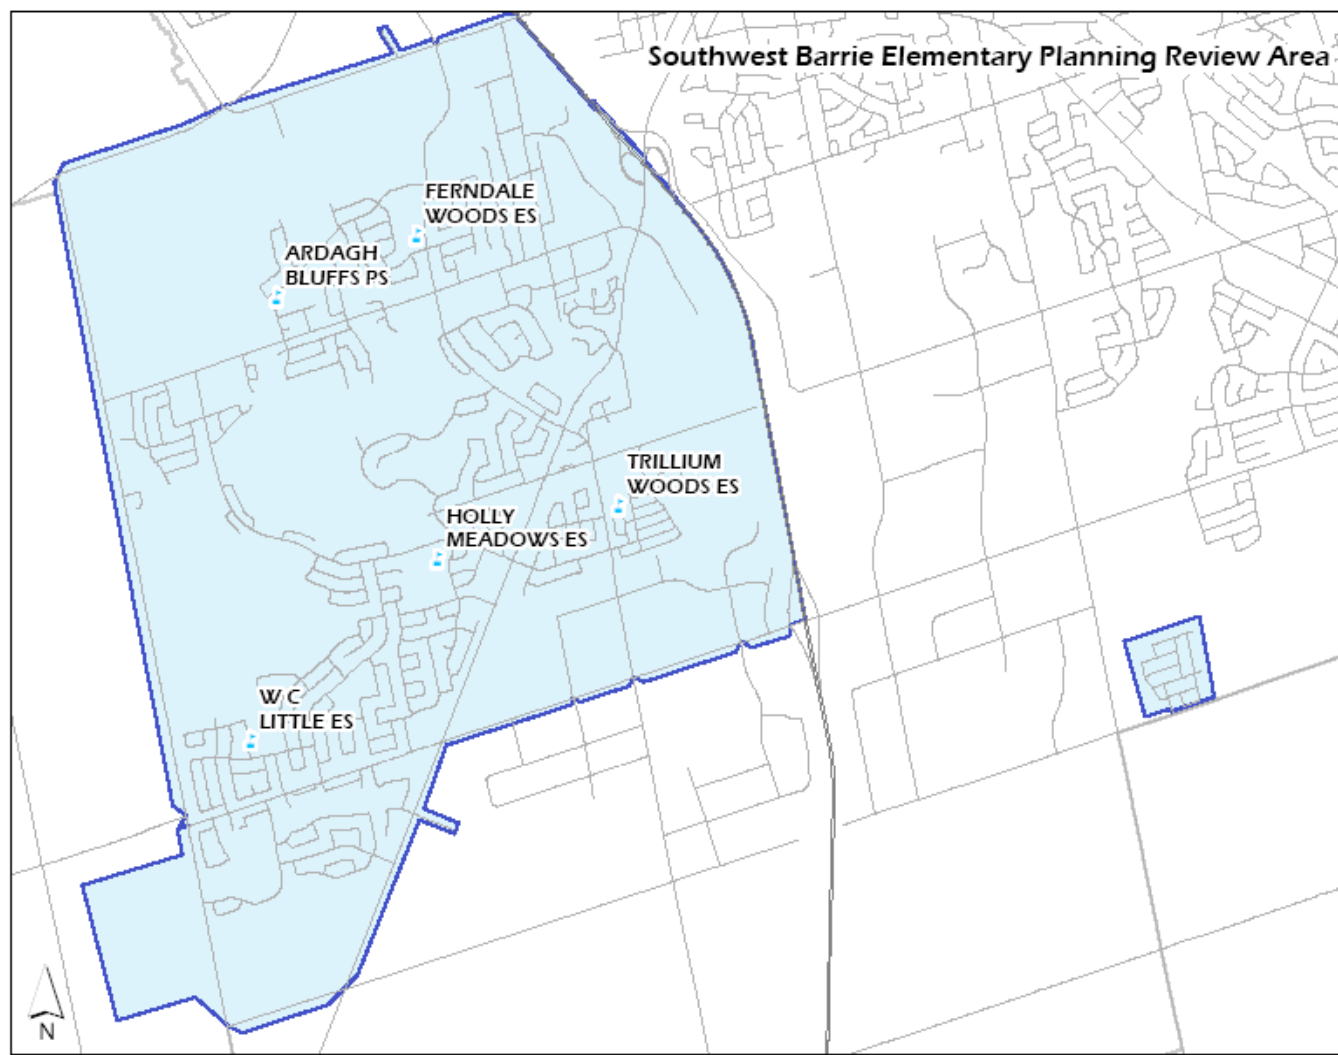 Southwest Barrie Elementary Planning Review Area
FERNDALE
WOODS ES
ARDAGH
BLUFFS PS
TRILLIUM
WOODS ES
HOLLY
MEADOWS ES
W C
LITTLE ES
N